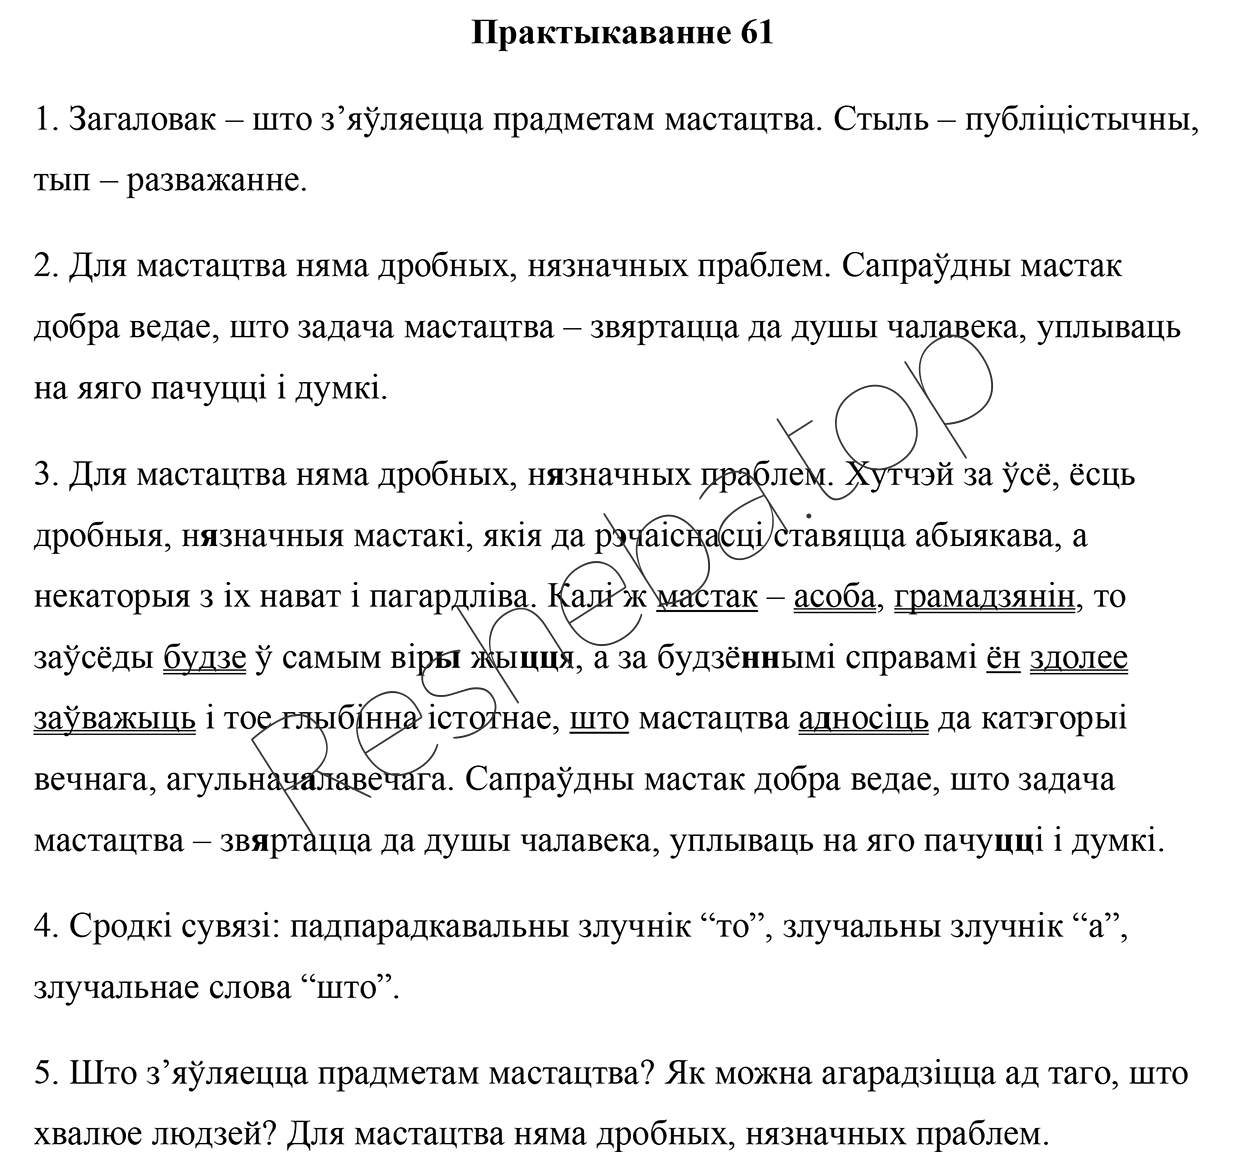 Практыкаванне 61
1. Загаловак – што з’яўляецца прадметам мастацтва. Стыль – публіцістычны,
тып – разважанне.
2. Для мастацтва няма дробных, нязначных праблем. Сапраўдны мастак
добра ведае, што задача мастацтва – звяртацца да душы чалавека, уплываць
на яяго пачуцці і думкі.
3. Для мастацтва няма дробных, нязначных праблем. Хутчэй за ўсё, ёсць
дробныя, нязначныя мастакі, якія да рэчаіснасці ставяцца абыякава, а
некаторыя з іх нават і пагардліва. Калі ж мастак – асоба, грамадзянін, то
заўсёды будзе ў самым віры жыцця, а за будзённымі справамі ён здолее
заўважыць і тое глыбінна істотнае, што мастацтва адносіць да катэгорыі
вечнага, агульначалавечага. Сапраўдны мастак добра ведае, што задача
мастацтва – звяртацца да душы чалавека, уплываць на яго пачуцці і думкі.
4. Сродкі сувязі: падпарадкавальны злучнік “то”, злучальны злучнік “а”,
злучальнае слова “што”.
5. Што з’яўляецца прадметам мастацтва? Як можна агарадзіцца ад таго, што
хвалюе людзей? Для мастацтва няма дробных, нязначных праблем.
Resheba.top